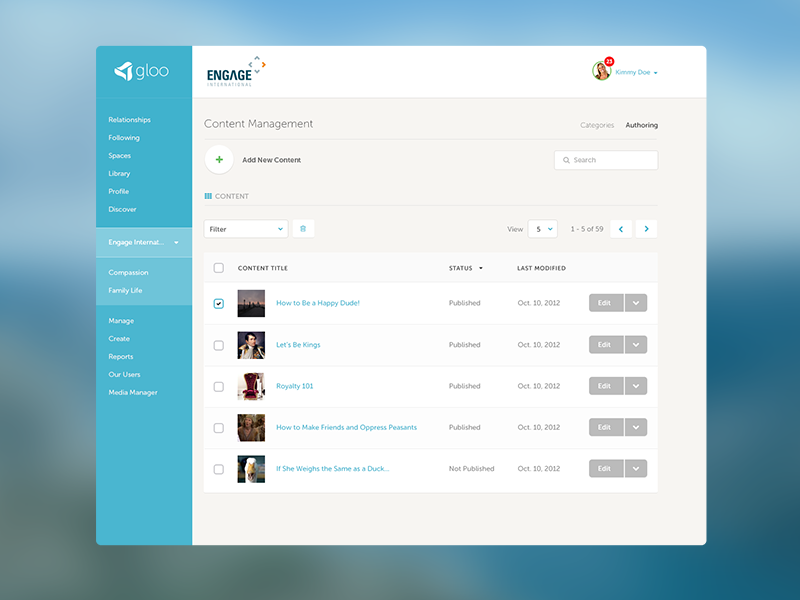 gloo
ENGAGE
INTERNATIONAL
23
Kimmy Doe
Relationships
Following
Spaces
Library
Profile
Discover
Engage Internat...
Compassion
Family Life
Manage
Create
Reports
Our Users
Media Manager
Content Management
Categories
Authoring
Add New Content
Search
CONTENT
Filter
View
5
1 - 5 of 59
CONTENT TITLE
STATUS
LAST MODIFIED
How to Be a Happy Dude!
Published
Oct. 10, 2012
Edit
Let's Be Kings
Published
Oct. 10, 2012
Edit
Royalty 101
Published
Oct. 10, 2012
Edit
How to Make Friends and Oppress Peasants
Published
Oct. 10, 2012
Edit
If She Weighs the Same as a Duck...
Not Published
Oct. 10, 2012
Edit